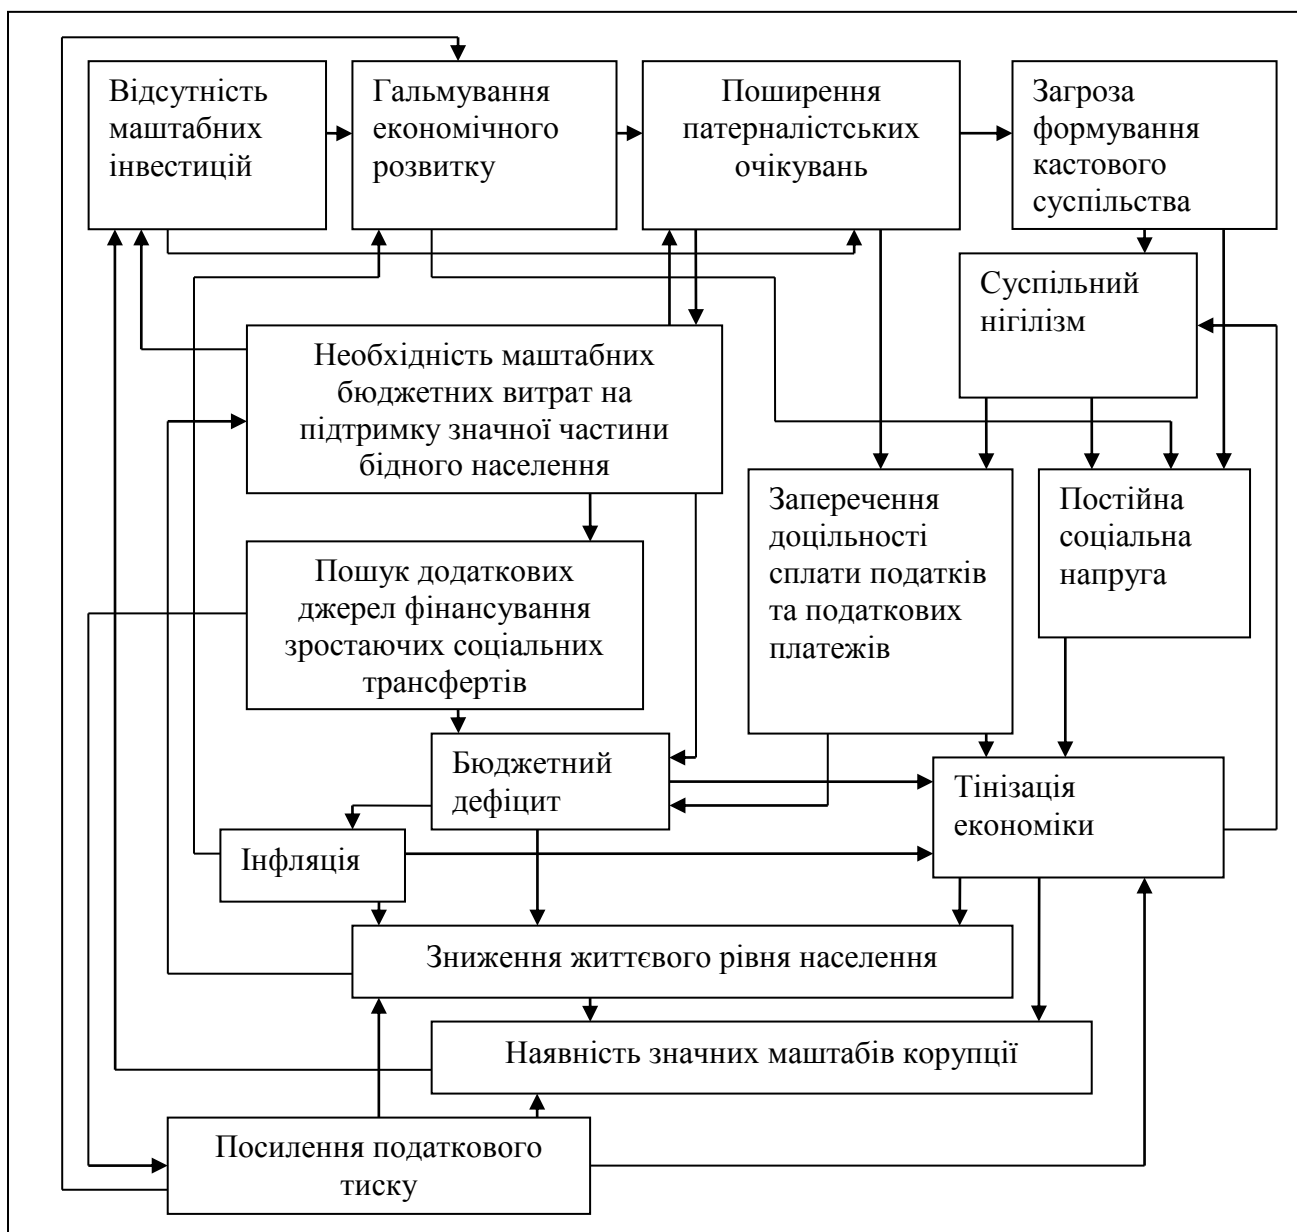 Відсутність
маштабних
інвестицій
Гальмування
економічного
розвитку
Поширення
патерналістських
очікувань
Загроза
формування
кастового
суспільства
Суспільний
нігілізм
Необхідність маштабних
бюджетних витрат на
підтримку значної частини
бідного населення
Заперечення
доцільності
сплати податків
та податкових
платежів
Постійна
соціальна
напруга
Пошук додаткових
джерел фінансування
зростаючих соціальних
трансфертів
Бюджетний
дефіцит
Тінізація
економіки
Інфляція
Зниження життєвого рівня населення
Наявність значних маштабів корупції
Посилення податкового
тиску